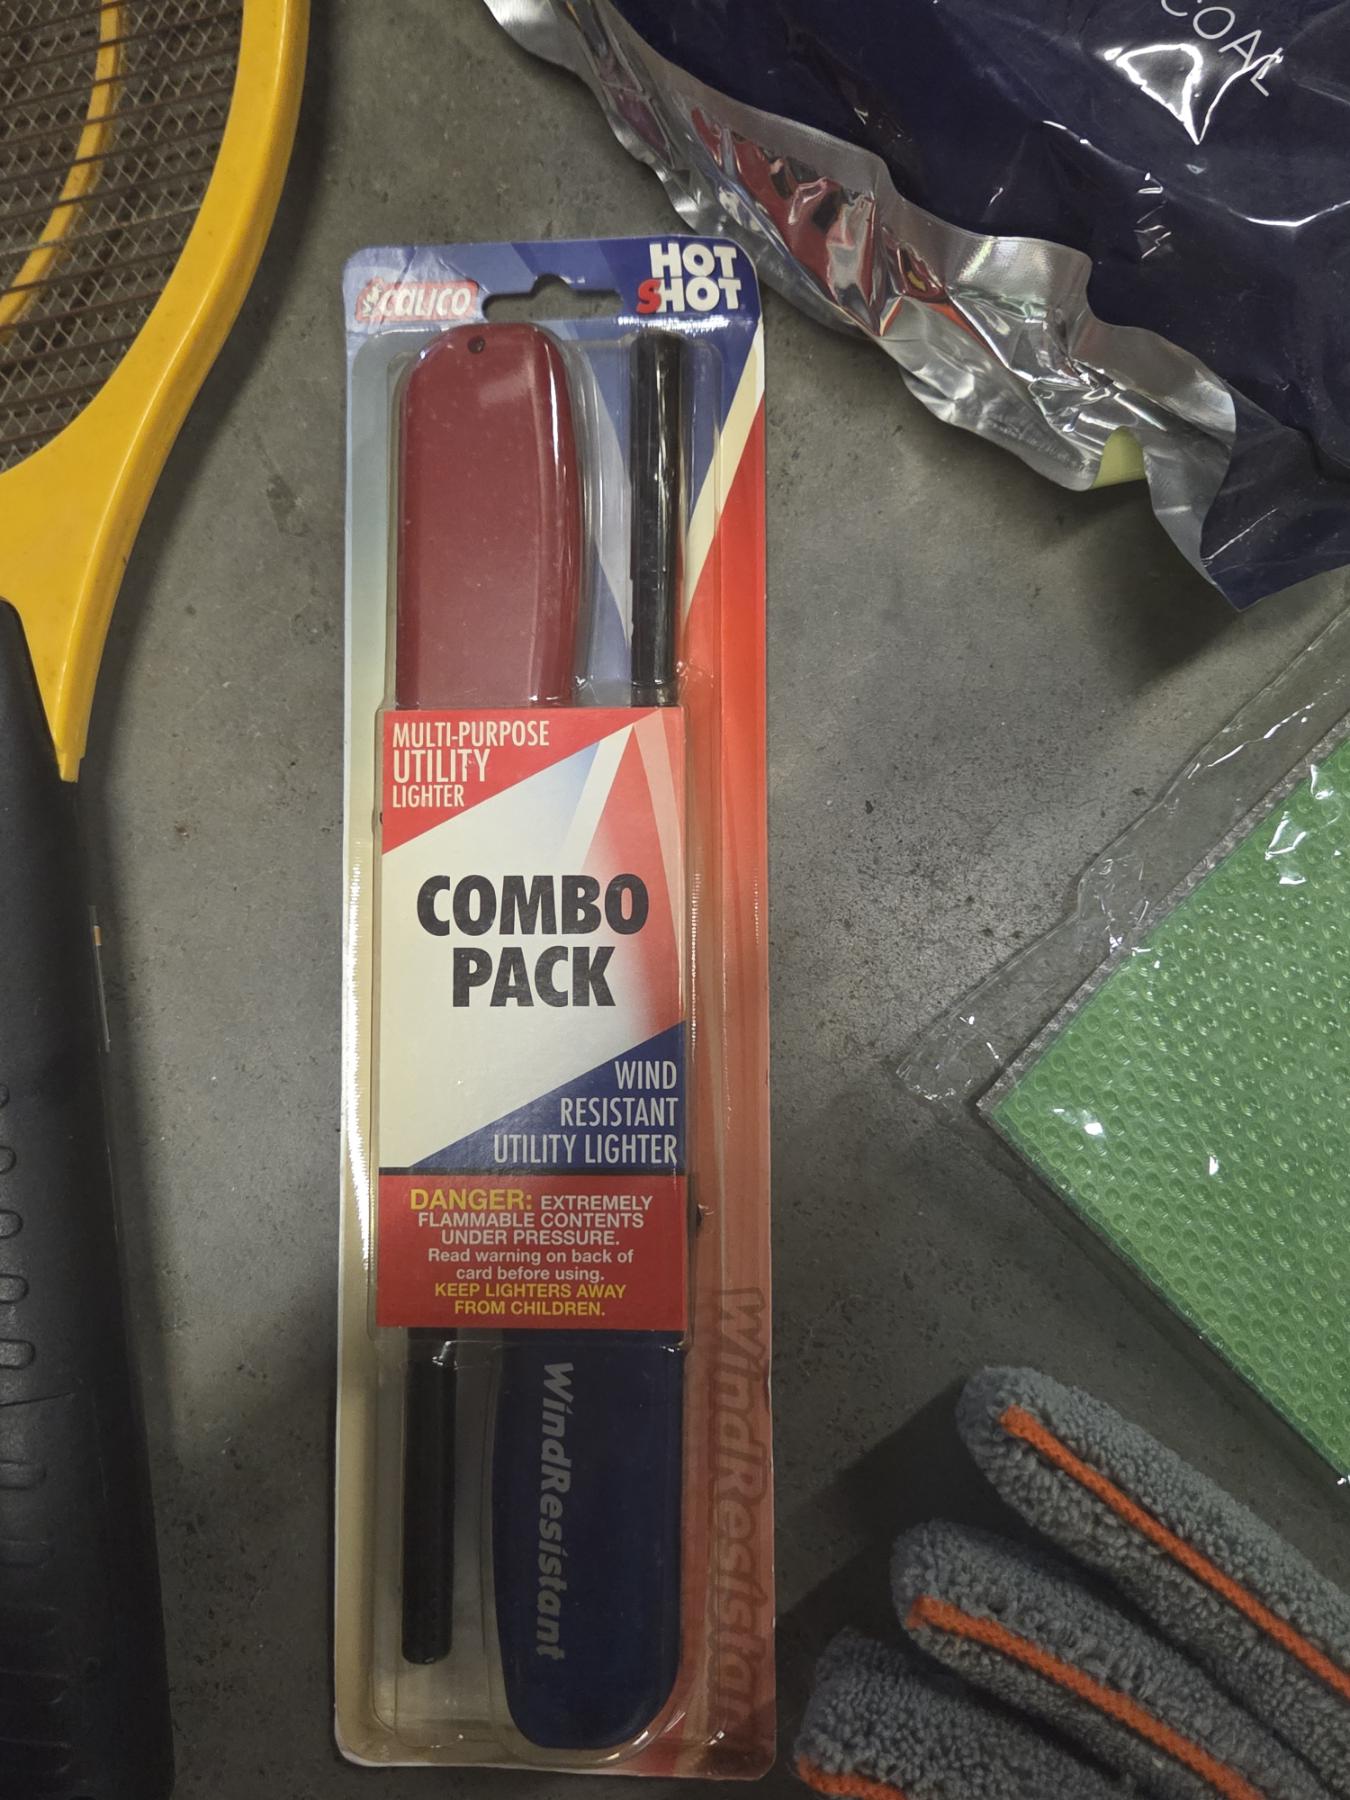 COAL
calico
HOT
SHOT
MULTI-PURPOSE
UTILITY
LIGHTER
COMBO
PACK
WIND
RESISTANT
UTILITY LIGHTER
DANGER: EXTREMELY
FLAMMABLE CONTENTS
UNDER PRESSURE.
Read warning on back of
card before using.
KEEP LIGHTERS AWAY
FROM CHILDREN.
WindResistant
WindResistant